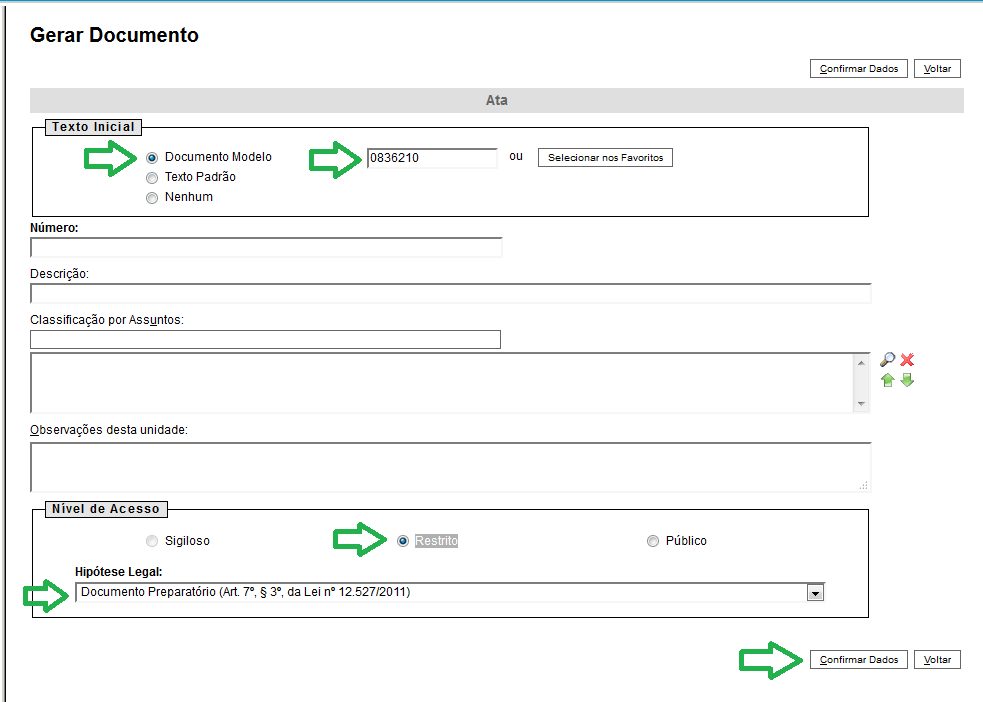 Gerar Documento
Confirmar Dados Voltar
Ata
Texto Inicial
Documento Modelo 0836210 ou Selecionar nos Favoritos
Texto Padrão
Nenhum
Número:
Descrição:
Classificação por Assuntos:
Observações desta unidade:
Nível de Acesso
Sigiloso Restrito Público
Hipótese Legal:
Documento Preparatório (Art. 7º, § 3º, da Lei nº 12.527/2011)
Confirmar Dados Voltar